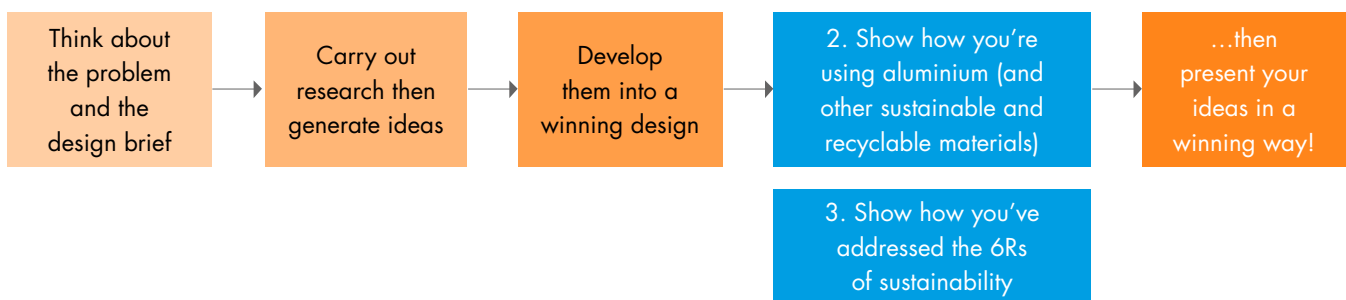 Think about
the problem
and the
design brief
Carry out
research then
generate ideas
Develop
them into a
winning design
2. Show how you’re
using aluminium (and
other sustainable and
recyclable materials)
…then
present your
ideas in a
winning way!
3. Show how you’ve
addressed the 6Rs
of sustainability